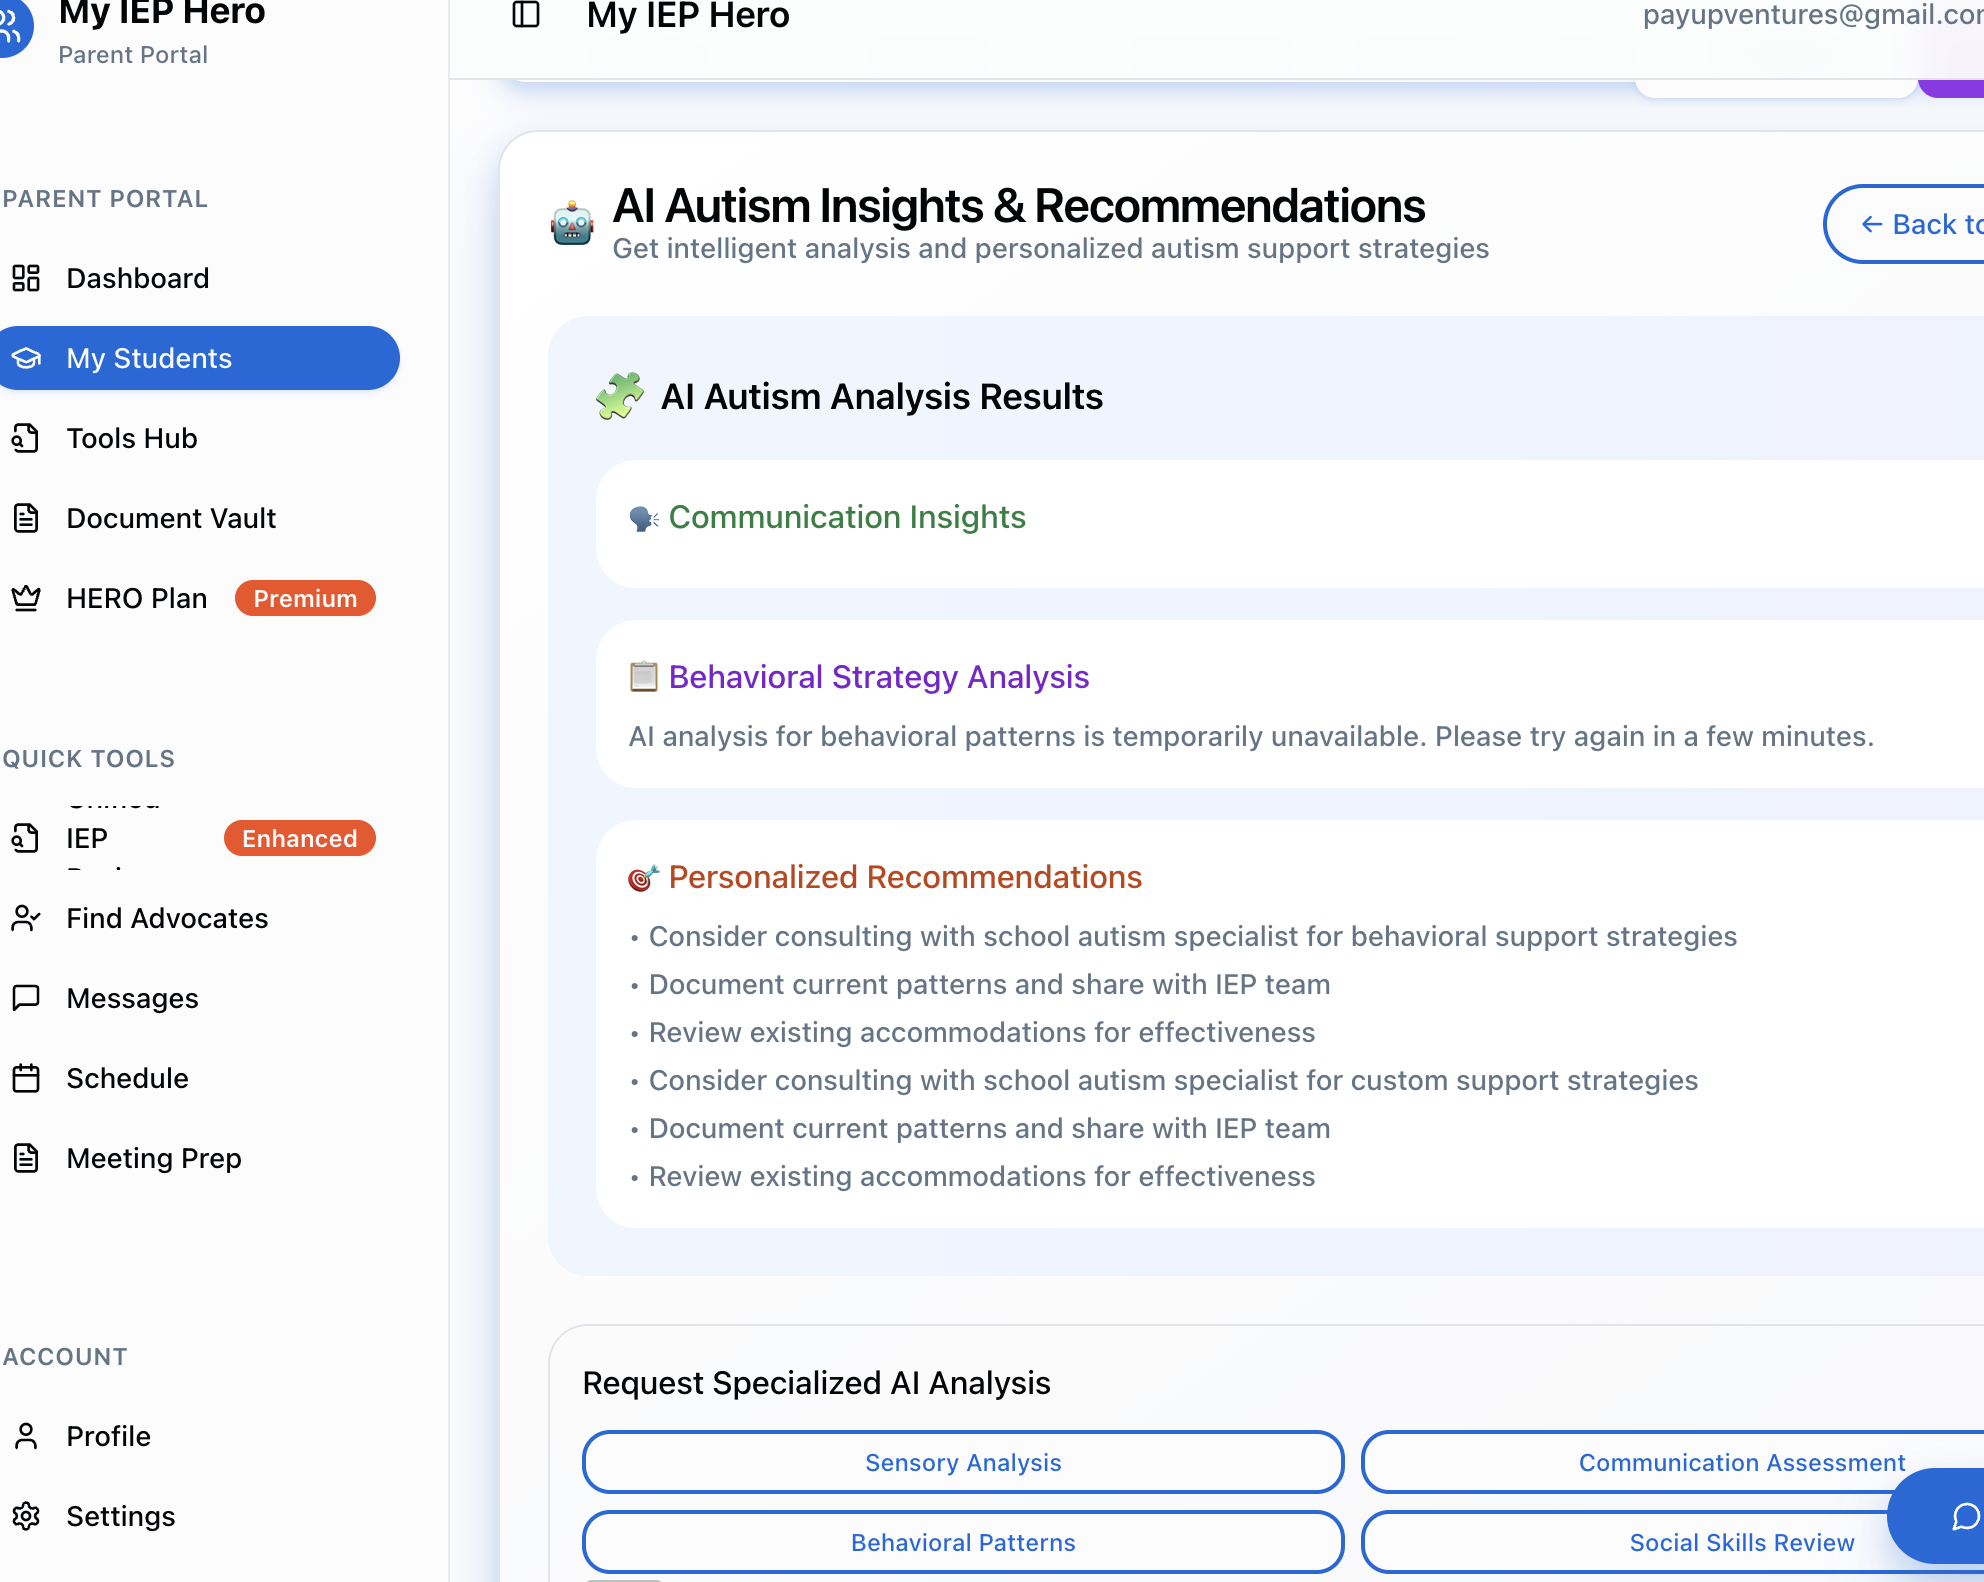 My IEP Hero
Parent Portal
PARENT PORTAL
Dashboard
My Students
Tools Hub
Document Vault
HERO Plan Premium
QUICK TOOLS
IEP Enhanced
Find Advocates
Messages
Schedule
Meeting Prep
ACCOUNT
Profile
Settings
My IEP Hero
payupventures@gmail.com
AI Autism Insights & Recommendations
Get intelligent analysis and personalized autism support strategies
← Back to
AI Autism Analysis Results
Communication Insights
Behavioral Strategy Analysis
AI analysis for behavioral patterns is temporarily unavailable. Please try again in a few minutes.
Personalized Recommendations
• Consider consulting with school autism specialist for behavioral support strategies
• Document current patterns and share with IEP team
• Review existing accommodations for effectiveness
• Consider consulting with school autism specialist for custom support strategies
• Document current patterns and share with IEP team
• Review existing accommodations for effectiveness
Request Specialized AI Analysis
Sensory Analysis
Communication Assessment
Behavioral Patterns
Social Skills Review